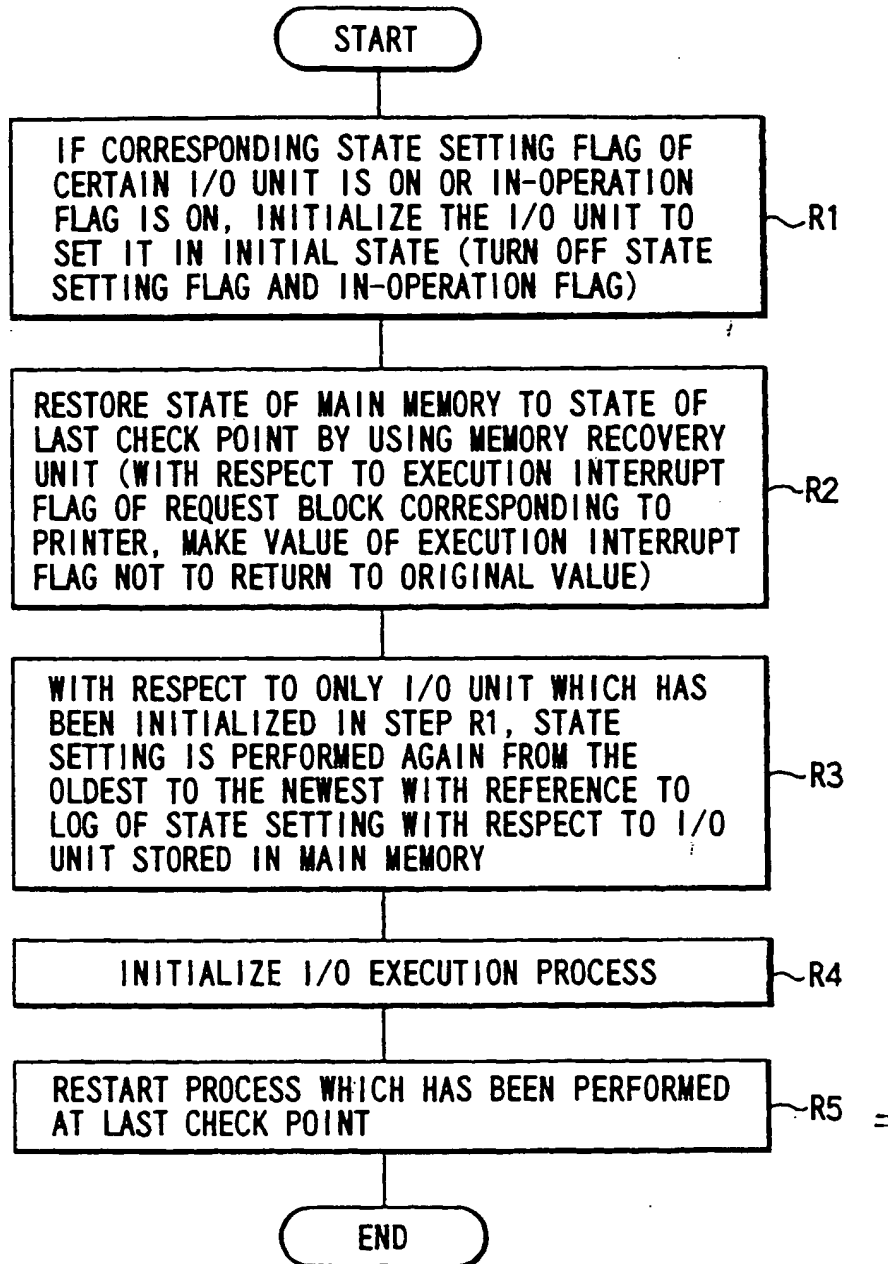 START
IF CORRESPONDING STATE SETTING FLAG OF
CERTAIN I/O UNIT IS ON OR IN-OPERATION
FLAG IS ON, INITIALIZE THE I/O UNIT TO
SET IT IN INITIAL STATE (TURN OFF STATE
SETTING FLAG AND IN-OPERATION FLAG)
R1
RESTORE STATE OF MAIN MEMORY TO STATE OF
LAST CHECK POINT BY USING MEMORY RECOVERY
UNIT (WITH RESPECT TO EXECUTION INTERRUPT
FLAG OF REQUEST BLOCK CORRESPONDING TO
PRINTER, MAKE VALUE OF EXECUTION INTERRUPT
FLAG NOT TO RETURN TO ORIGINAL VALUE)
R2
WITH RESPECT TO ONLY I/O UNIT WHICH HAS
BEEN INITIALIZED IN STEP R1, STATE
SETTING IS PERFORMED AGAIN FROM THE
OLDEST TO THE NEWEST WITH REFERENCE TO
LOG OF STATE SETTING WITH RESPECT TO I/O
UNIT STORED IN MAIN MEMORY
R3
INITIALIZE I/O EXECUTION PROCESS
R4
RESTART PROCESS WHICH HAS BEEN PERFORMED
AT LAST CHECK POINT
R5
END